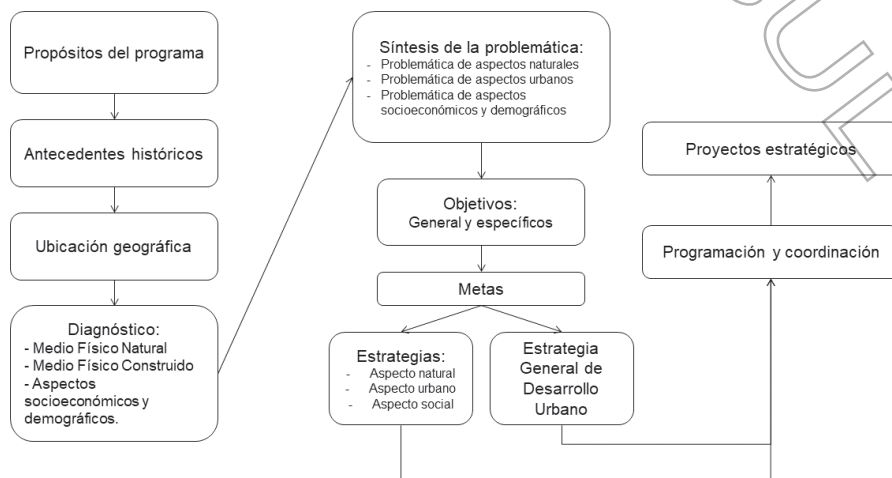 Propósitos del programa
Antecedentes históricos
Ubicación geográfica
Diagnóstico:
- Medio Físico Natural
- Medio Físico Construido
- Aspectos
socioeconómicos y
demográficos.
Síntesis de la problemática:
- Problemática de aspectos naturales
- Problemática de aspectos urbanos
- Problemática de aspectos
socioeconómicos y demográficos
Objetivos:
General y específicos
Metas
Estrategias:
- Aspecto natural
- Aspecto urbano
- Aspecto social
Estrategia
General de
Desarrollo
Urbano
Proyectos estratégicos
Programación y coordinación